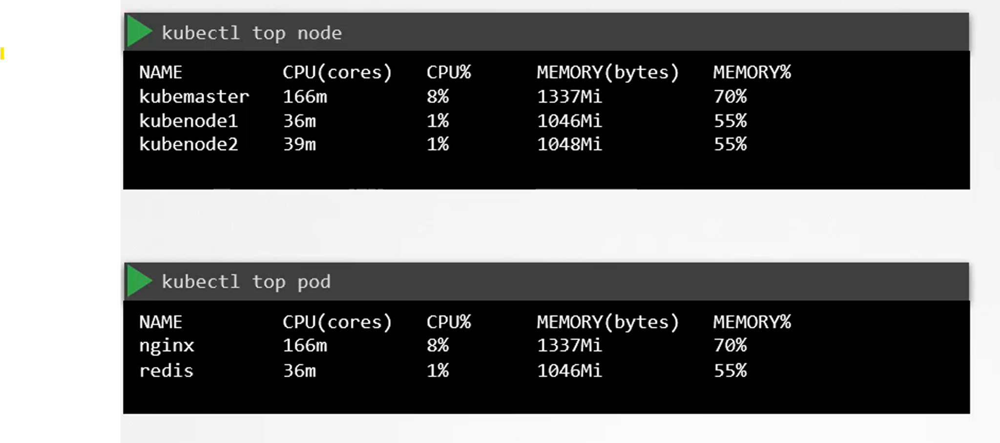 kubectl top node
NAME CPU(cores) CPU% MEMORY(bytes) MEMORY%
kubemaster 166m 8% 1337Mi 70%
kubenode1 36m 1% 1046Mi 55%
kubenode2 39m 1% 1048Mi 55%
kubectl top pod
NAME CPU(cores) CPU% MEMORY(bytes) MEMORY%
nginx 166m 8% 1337Mi 70%
redis 36m 1% 1046Mi 55%